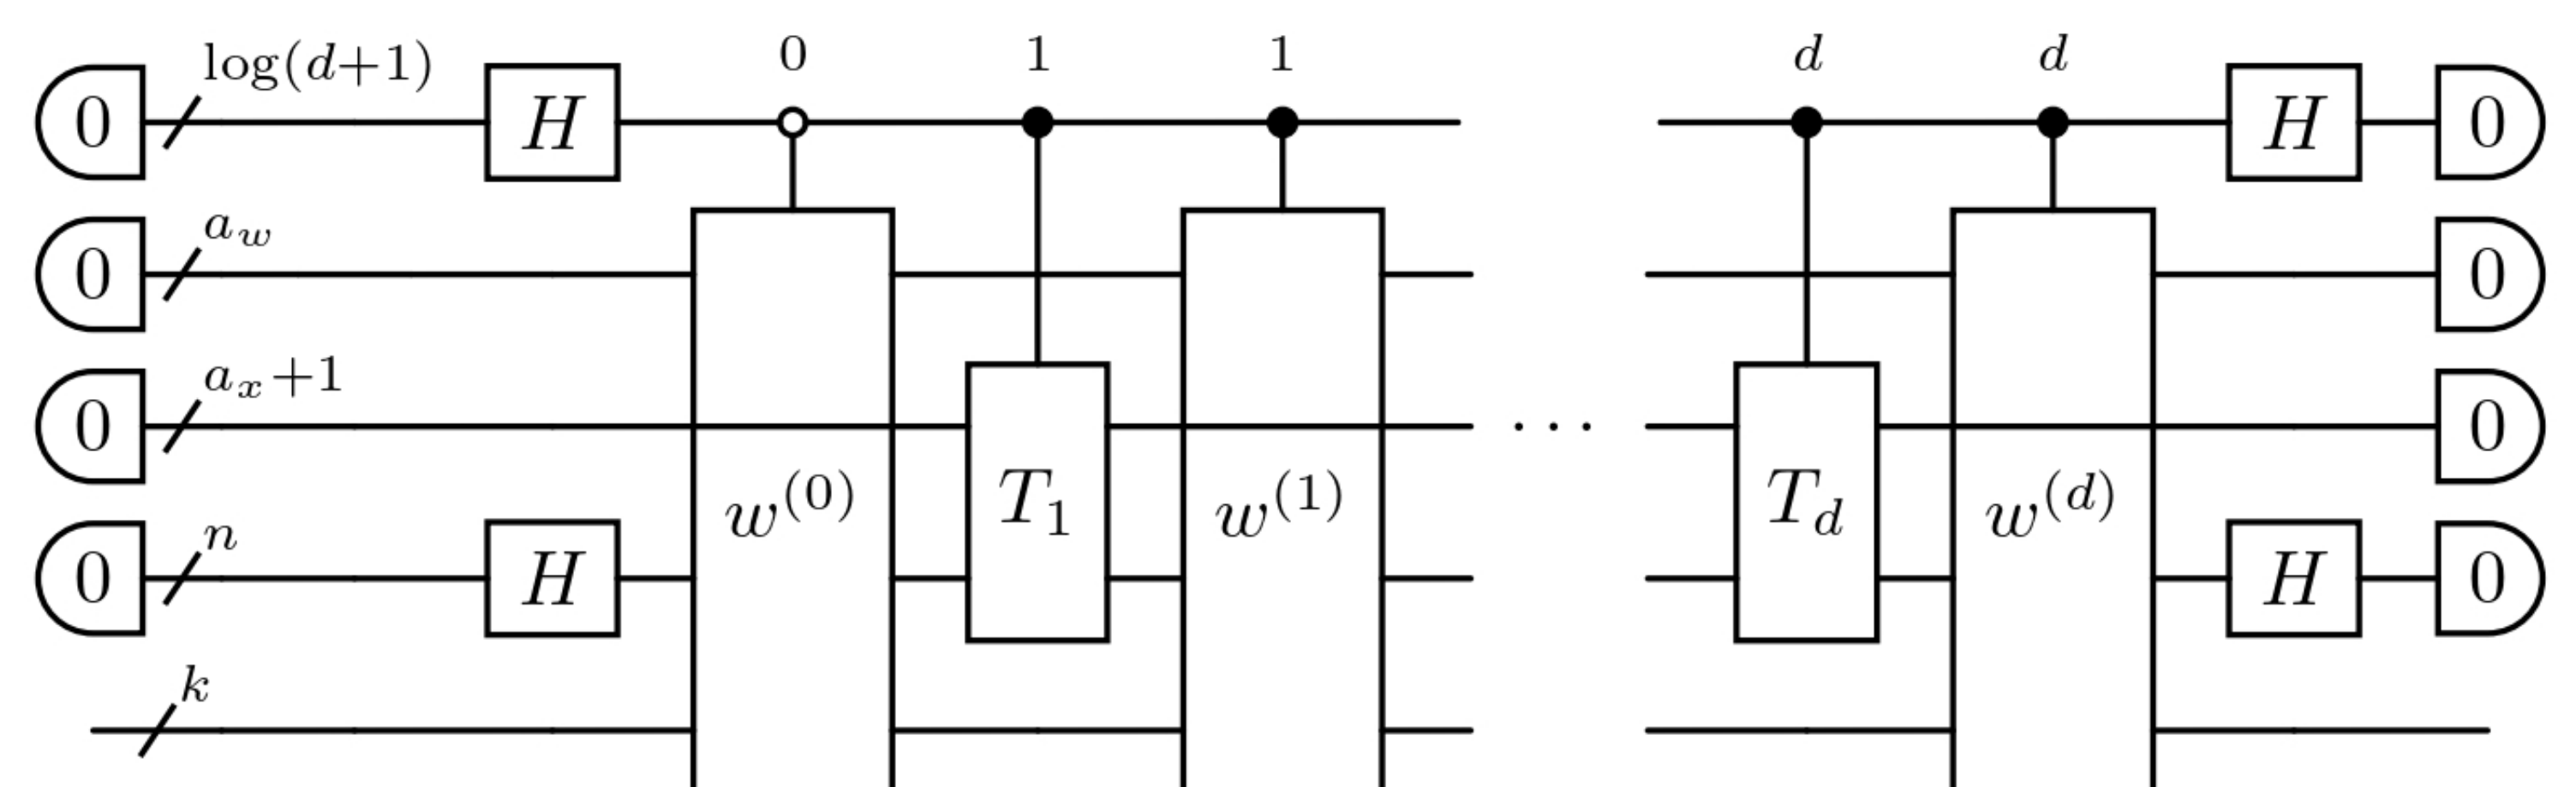 0 1 1 d d
0 log(d+1) H H 0
0 a_w 0
0 a_x+1 ··· 0
w^(0) T_1 w^(1) T_d w^(d)
0 n H H 0
k